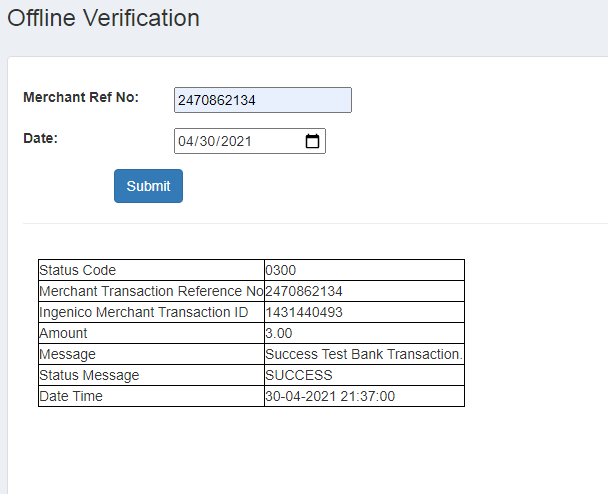 Offline Verification
Merchant Ref No: 2470862134
Date: 04/30/2021
Submit
Status Code 0300
Merchant Transaction Reference No 2470862134
Ingenico Merchant Transaction ID 1431440493
Amount 3.00
Message Success Test Bank Transaction.
Status Message SUCCESS
Date Time 30-04-2021 21:37:00